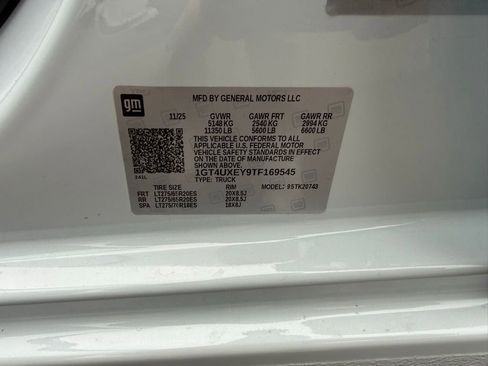 gm
MFD BY GENERAL MOTORS LLC
11/25 GVWR GAWR FRT GAWR RR
5148 KG 2540 KG 2994 KG
11350 LB 5600 LB 6600 LB
THIS VEHICLE CONFORMS TO ALL
APPLICABLE U.S. FEDERAL MOTOR
VEHICLE SAFETY STANDARDS IN EFFECT
ON THE DATE OF MANUFACTURE
SHOWN ABOVE.
1GT4UXEY9TF169545
TYPE: TRUCK
TIRE SIZE RIM MODEL: 95TK20743
FRT LT275/65R20ES 20X8.5J
RR LT275/65R20ES 20X8.5J
SPA LT275/70R18ES 18X8J